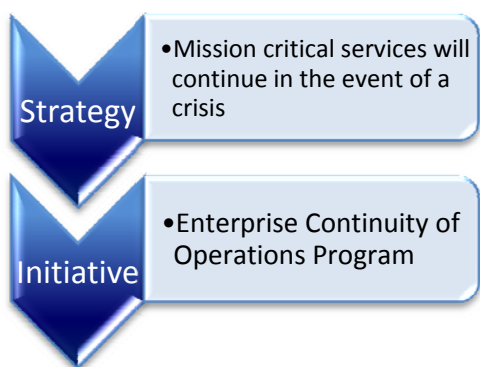 Strategy
•Mission critical services will
continue in the event of a
crisis
Initiative
•Enterprise Continuity of
Operations Program